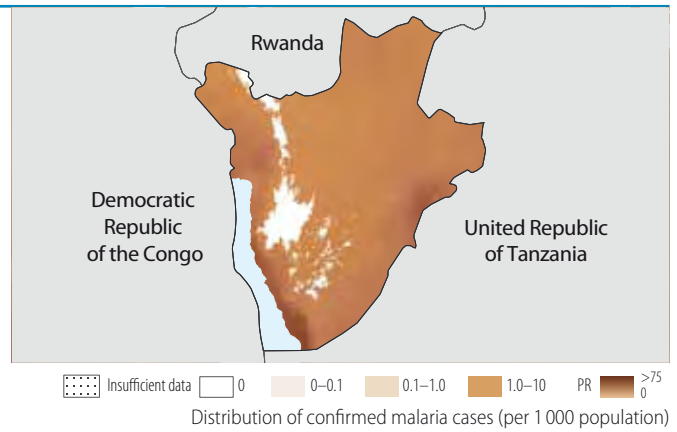 Rwanda
Democratic
Republic
of the Congo
United Republic
of Tanzania
Insufficient data 0 0–0.1 0.1–1.0 1.0–10 PR >75
0
Distribution of confirmed malaria cases (per 1 000 population)